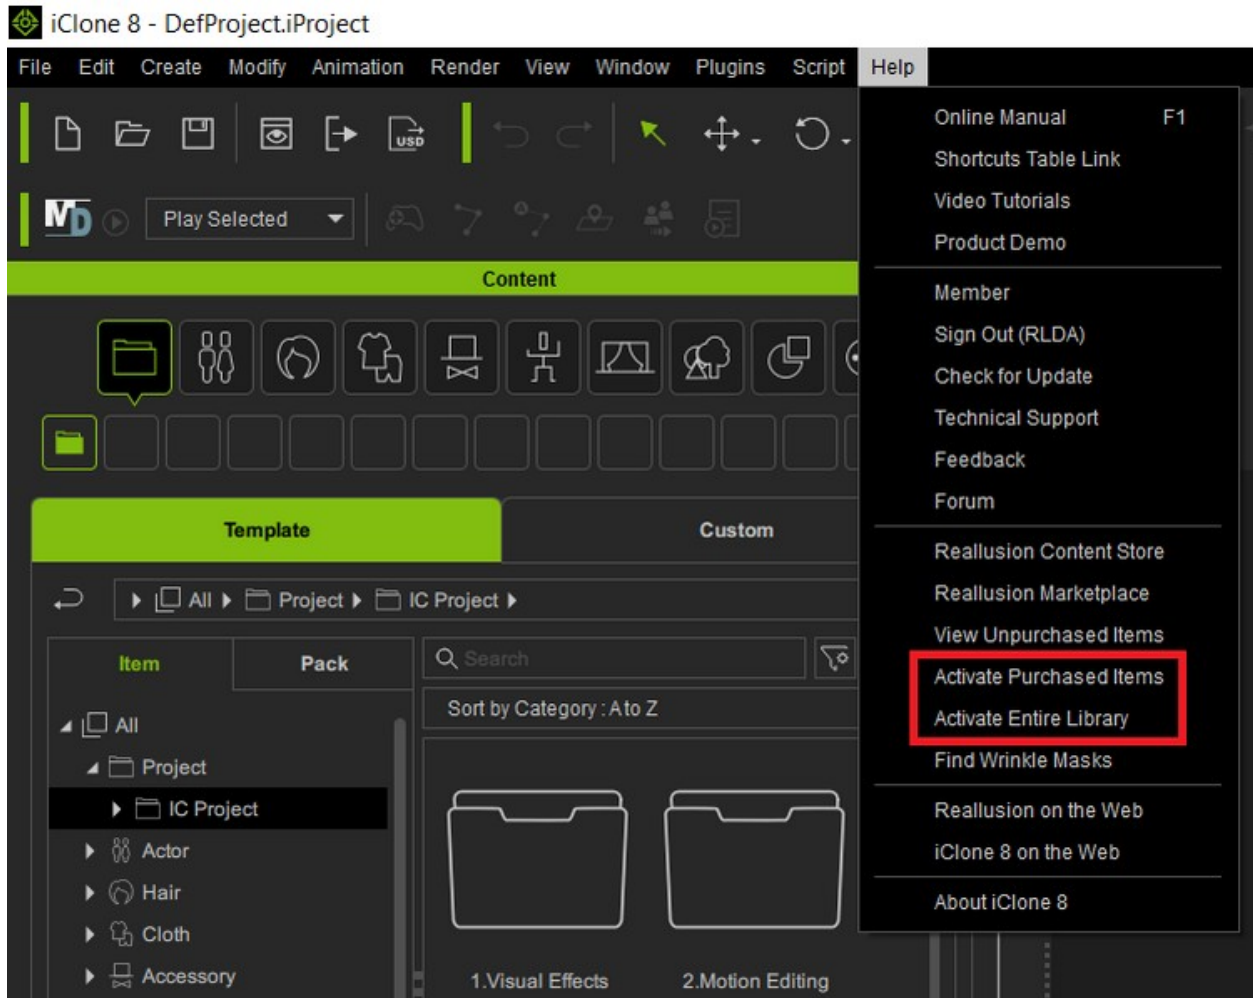 iClone 8 - DefProject.iProject
File Edit Create Modify Animation Render View Window Plugins Script Help
USD
MD Play Selected
Content
Template Custom
All Project IC Project
Item Pack
Search
Sort by Category : A to Z
All
Project
IC Project
Actor
Hair
Cloth
Accessory
1.Visual Effects 2.Motion Editing
Online Manual F1
Shortcuts Table Link
Video Tutorials
Product Demo
Member
Sign Out (RLDA)
Check for Update
Technical Support
Feedback
Forum
Reallusion Content Store
Reallusion Marketplace
View Unpurchased Items
Activate Purchased Items
Activate Entire Library
Find Wrinkle Masks
Reallusion on the Web
iClone 8 on the Web
About iClone 8